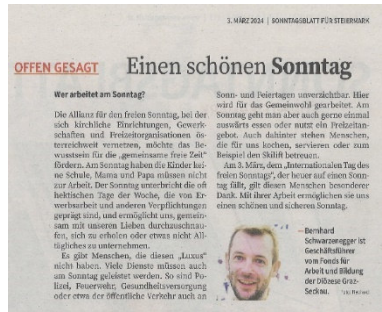 3. MÄRZ 2024 | SONNTAGSBLATT FÜR STEIERMARK
OFFEN GESAGT
Einen schönen Sonntag
Wer arbeitet am Sonntag?
Die Allianz für den freien Sonntag, bei der
sich kirchliche Einrichtungen, Gewerk-
schaften und Freizeitorganisationen ös-
terreichweit vernetzen, möchte das Be-
wusstsein für die „gemeinsame freie Zeit“
fördern. Am Sonntag haben die Kinder kei-
ne Schule, Mama und Papa müssen nicht
zur Arbeit. Der Sonntag unterbricht die oft
hektischen Tage der Woche, die von Er-
werbsarbeit und anderen Verpflichtungen
geprägt sind, und ermöglicht uns, gemein-
sam mit unseren Lieben durchzuschnau-
fen, sich zu erholen oder etwas nicht All-
tägliches zu unternehmen.
Es gibt Menschen, die diesen „Luxus“
nicht haben. Viele Dienste müssen auch
am Sonntag geleistet werden. So sind Po-
lizei, Feuerwehr, Gesundheitsversorgung
oder etwa der öffentliche Verkehr auch an
Sonn- und Feiertagen unverzichtbar. Hier
wird für das Gemeinwohl gearbeitet. Am
Sonntag geht man aber auch gerne einmal
auswärts essen oder nutzt ein Freizeitan-
gebot. Auch dahinter stehen Menschen,
die für uns kochen, servieren oder zum
Beispiel den Skilift betreuen.
Am 3. März, dem „Internationalen Tag des
freien Sonntags“, der heuer auf einen Sonn-
tag fällt, gilt diesen Menschen besonderer
Dank. Mit ihrer Arbeit ermöglichen sie uns
einen schönen und sicheren Sonntag.
Bernhard
Schwarzenegger ist
Geschäftsführer
vom Fonds für
Arbeit und Bildung
der Diözese Graz-
Seckau.